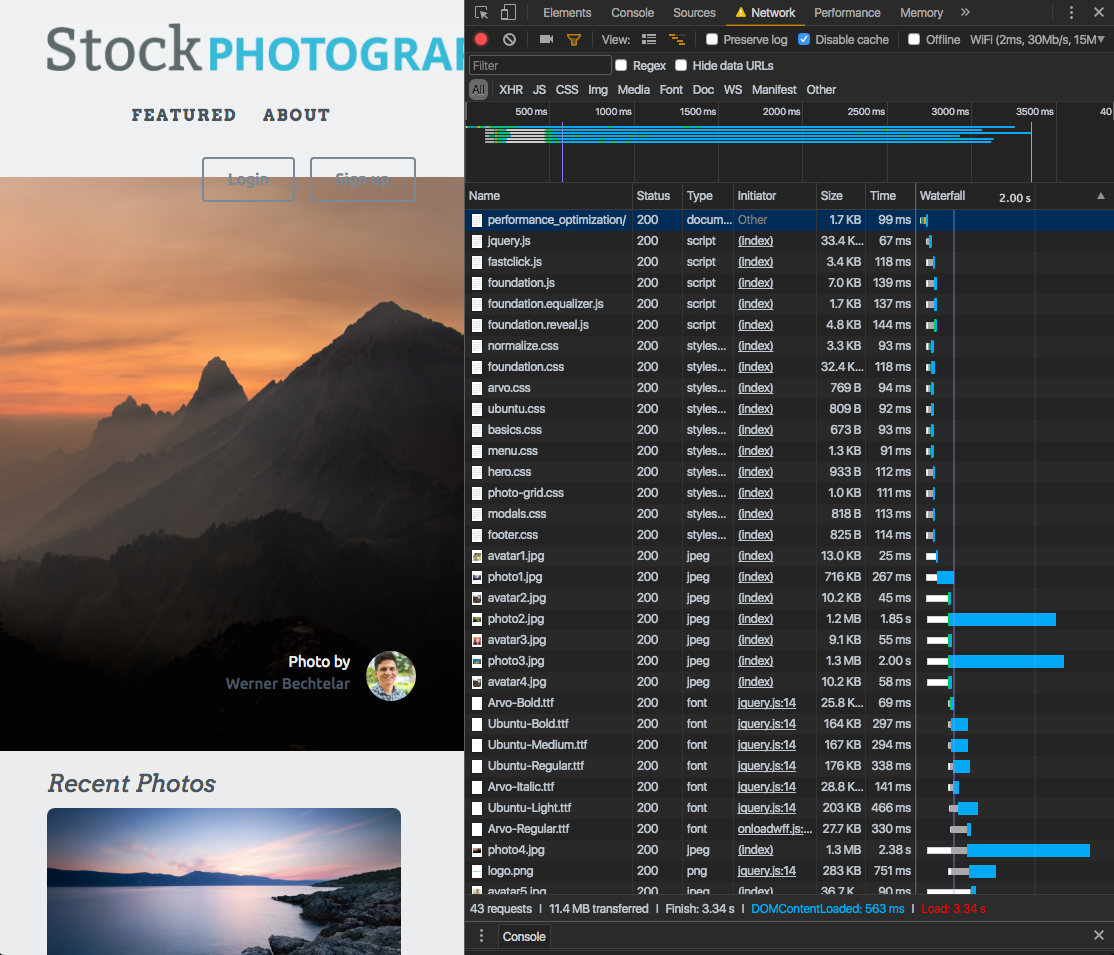 Stock PHOTOGRAP
FEATURED ABOUT
Login Sign up
Photo by
Werner Bechtelar
Recent Photos
Elements Console Sources Network Performance Memory »
View: Preserve log Disable cache Offline WiFi (2ms, 30Mb/s, 15M
Filter Regex Hide data URLs
All XHR JS CSS Img Media Font Doc WS Manifest Other
500 ms 1000 ms 1500 ms 2000 ms 2500 ms 3000 ms 3500 ms 40
Name Status Type Initiator Size Time Waterfall 2.00 s
performance_optimization/ 200 docum... Other 1.7 KB 99 ms
jquery.js 200 script (index) 33.4 K... 67 ms
fastclick.js 200 script (index) 3.4 KB 118 ms
foundation.js 200 script (index) 7.0 KB 139 ms
foundation.equalizer.js 200 script (index) 1.7 KB 137 ms
foundation.reveal.js 200 script (index) 4.8 KB 144 ms
normalize.css 200 styles... (index) 3.3 KB 93 ms
foundation.css 200 styles... (index) 32.4 K... 118 ms
arvo.css 200 styles... (index) 769 B 94 ms
ubuntu.css 200 styles... (index) 809 B 92 ms
basics.css 200 styles... (index) 673 B 93 ms
menu.css 200 styles... (index) 1.3 KB 91 ms
hero.css 200 styles... (index) 933 B 112 ms
photo-grid.css 200 styles... (index) 1.0 KB 111 ms
modals.css 200 styles... (index) 818 B 113 ms
footer.css 200 styles... (index) 825 B 114 ms
avatar1.jpg 200 jpeg (index) 13.0 KB 25 ms
photo1.jpg 200 jpeg (index) 716 KB 267 ms
avatar2.jpg 200 jpeg (index) 10.2 KB 45 ms
photo2.jpg 200 jpeg (index) 1.2 MB 1.85 s
avatar3.jpg 200 jpeg (index) 9.1 KB 55 ms
photo3.jpg 200 jpeg (index) 1.3 MB 2.00 s
avatar4.jpg 200 jpeg (index) 10.2 KB 58 ms
Arvo-Bold.ttf 200 font jquery.js:14 25.8 K... 69 ms
Ubuntu-Bold.ttf 200 font jquery.js:14 164 KB 297 ms
Ubuntu-Medium.ttf 200 font jquery.js:14 167 KB 294 ms
Ubuntu-Regular.ttf 200 font jquery.js:14 176 KB 338 ms
Arvo-Italic.ttf 200 font jquery.js:14 28.8 K... 141 ms
Ubuntu-Light.ttf 200 font jquery.js:14 203 KB 466 ms
Arvo-Regular.ttf 200 font onloadwff.js:... 27.7 KB 330 ms
photo4.jpg 200 jpeg (index) 1.3 MB 2.38 s
logo.png 200 png jquery.js:14 283 KB 751 ms
avatar5.jpg 200 jpeg (index) 36.7 K... 90 ms
43 requests | 11.4 MB transferred | Finish: 3.34 s | DOMContentLoaded: 563 ms | Load: 3.34 s
Console